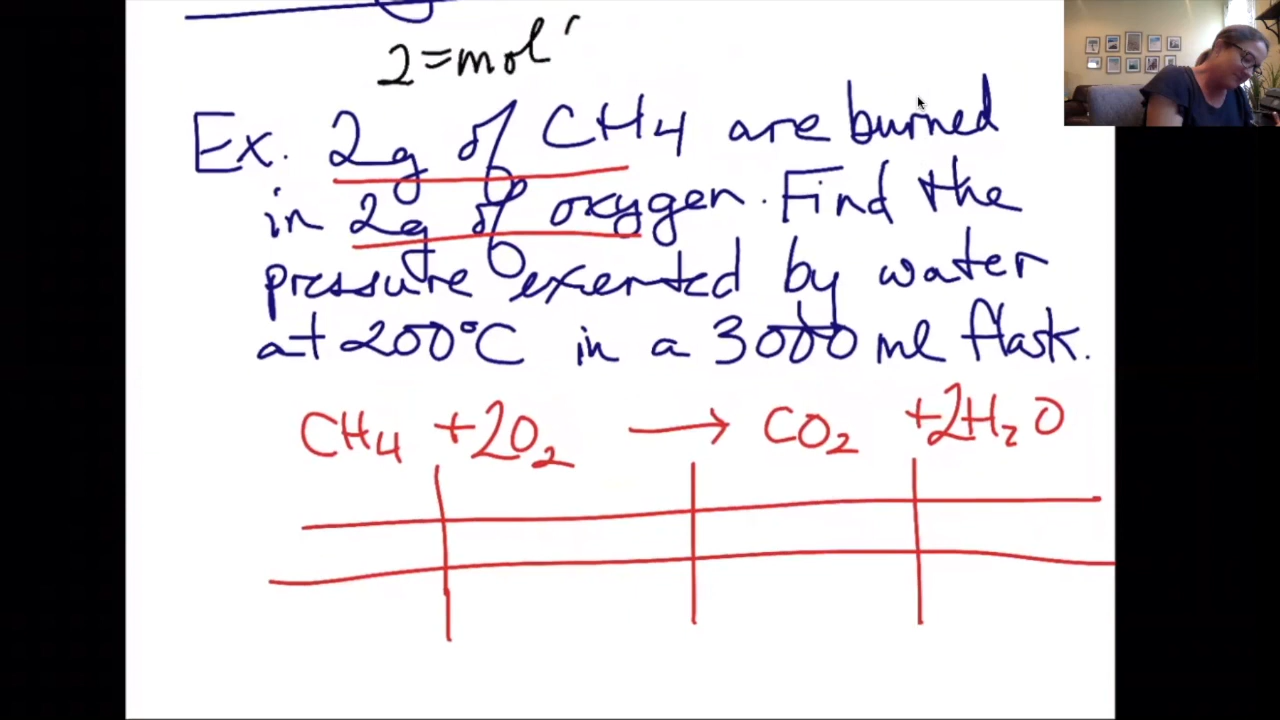 2=mol
Ex. 2g of CH4 are burned
in 2g of oxygen. Find the
pressure exerted by water
at 200°C in a 3000 ml flask.
CH₄ +2O₂ → CO₂ +2H₂O